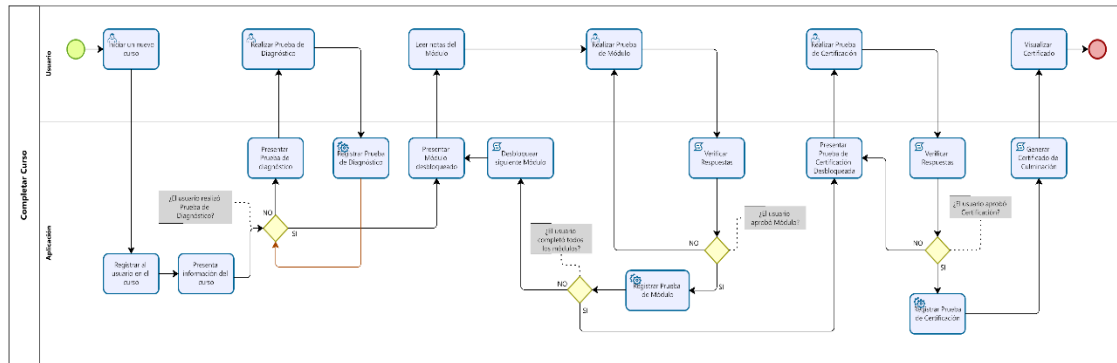 Completar Curso
Usuario
Aplicación
Iniciar un nuevo
curso
Realizar Prueba de
Diagnóstico
Leer notas del
Módulo
Realizar Prueba
de Módulo
Realizar Prueba
de Certificación
Visualizar
Certificado
Presentar
Prueba de
diagnóstico
Registrar Prueba
de Diagnóstico
Presentar
Módulo
desbloqueado
Desbloquear
siguiente Módulo
Verificar
Respuestas
Presentar
Prueba de
Certificacion
Desbloqueada
Verificar
Respuestas
Generar
Certificado de
Culminación
¿El usuario realizó
Prueba de
Diagnóstico?
NO
SI
¿El usuario
completó todos
los módulos?
NO
SI
¿El usuario
aprobó Módulo?
NO
SI
¿El usuario aprobó
Certificación?
NO
SI
Registrar al
usuario en el
curso
Presenta
información del
curso
Registrar Prueba
de Módulo
Registrar Prueba
de Certificación